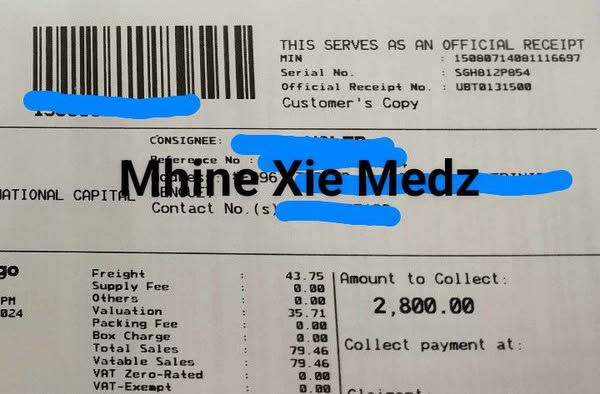 THIS SERVES AS AN OFFICIAL RECEIPT
MIN : 15080714081116697
Serial No. : SGH812P854
Official Receipt No. : UBT0131500
Customer's Copy
CONSIGNEE:
Reference No :
Mhine Xie Medz
NATIONAL CAPITAL
BENGUET
Contact No.(s)
go
PM
024
Freight : 43.75
Supply Fee : 0.00
Others : 0.00
Valuation : 35.71
Packing Fee : 0.00
Box Charge : 0.00
Total Sales : 79.46
Vatable Sales : 79.46
VAT Zero-Rated : 0.00
VAT-Exempt : 0.00
Amount to Collect:
2,800.00
Collect payment at: